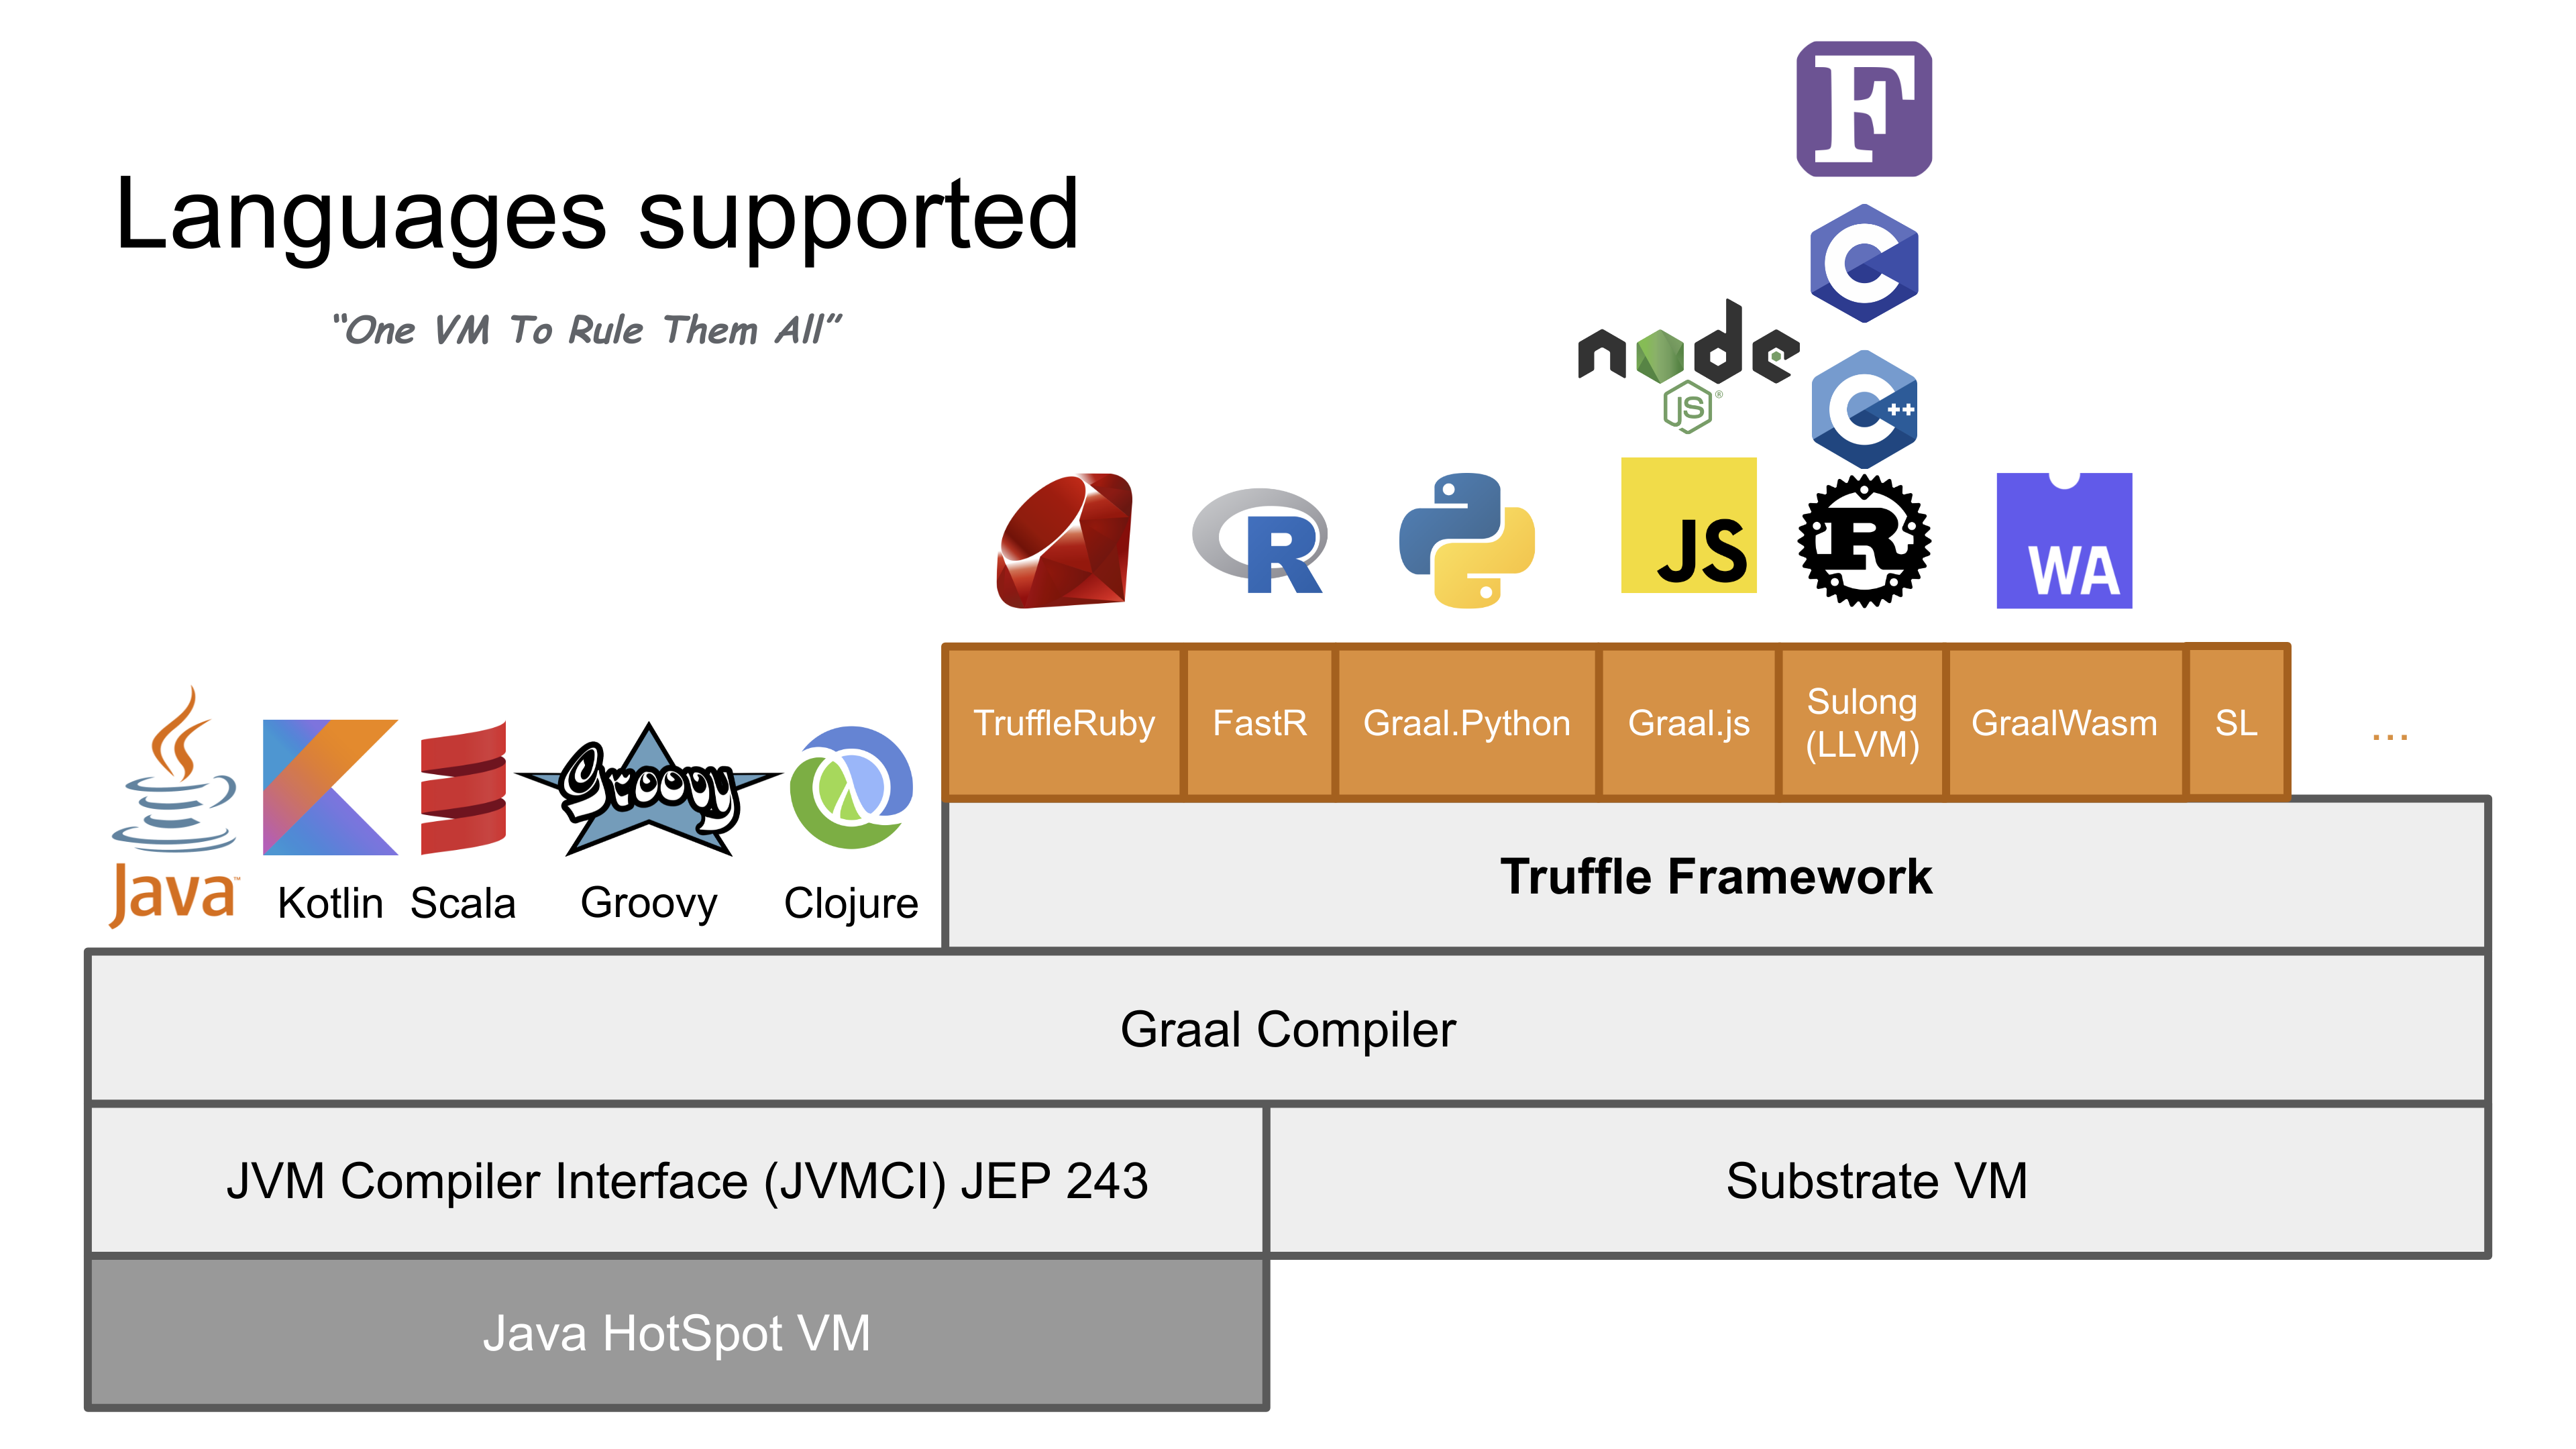 Languages supported
“One VM To Rule Them All”
F
C
C++
node
JS®
R
JS
R
WA
TruffleRuby
FastR
Graal.Python
Graal.js
Sulong
(LLVM)
GraalWasm
SL
...
Java™
Kotlin
Scala
Groovy
Groovy
Clojure
Truffle Framework
Graal Compiler
JVM Compiler Interface (JVMCI) JEP 243
Substrate VM
Java HotSpot VM